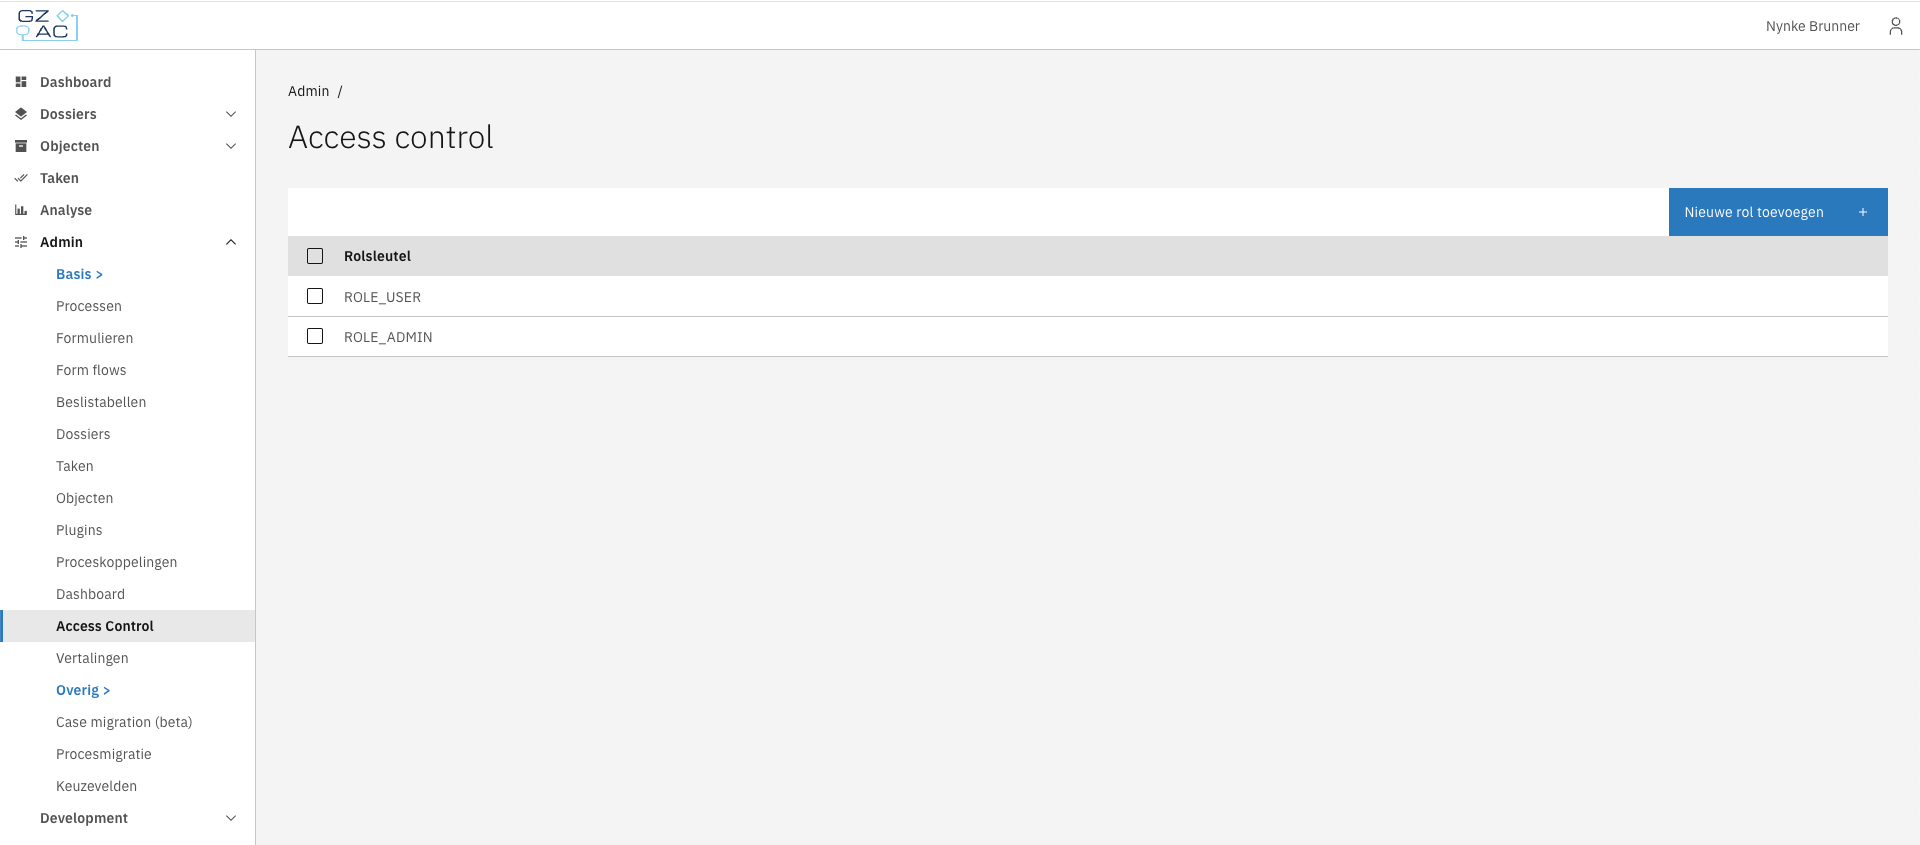 GZ
AC
Nynke Brunner
Dashboard
Dossiers
Objecten
Taken
Analyse
Admin
Basis >
Processen
Formulieren
Form flows
Beslistabellen
Dossiers
Taken
Objecten
Plugins
Proceskoppelingen
Dashboard
Access Control
Vertalingen
Overig >
Case migration (beta)
Procesmigratie
Keuzevelden
Development
Admin /
Access control
Nieuwe rol toevoegen +
Rolsleutel
ROLE_USER
ROLE_ADMIN